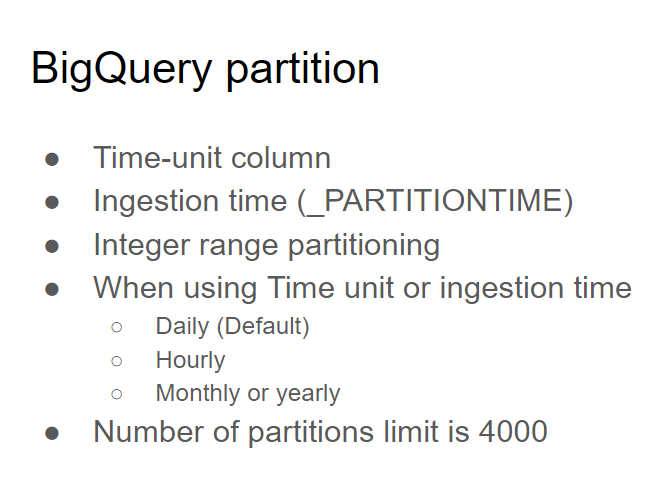 BigQuery partition
● Time-unit column
● Ingestion time (_PARTITIONTIME)
● Integer range partitioning
● When using Time unit or ingestion time
○ Daily (Default)
○ Hourly
○ Monthly or yearly
● Number of partitions limit is 4000